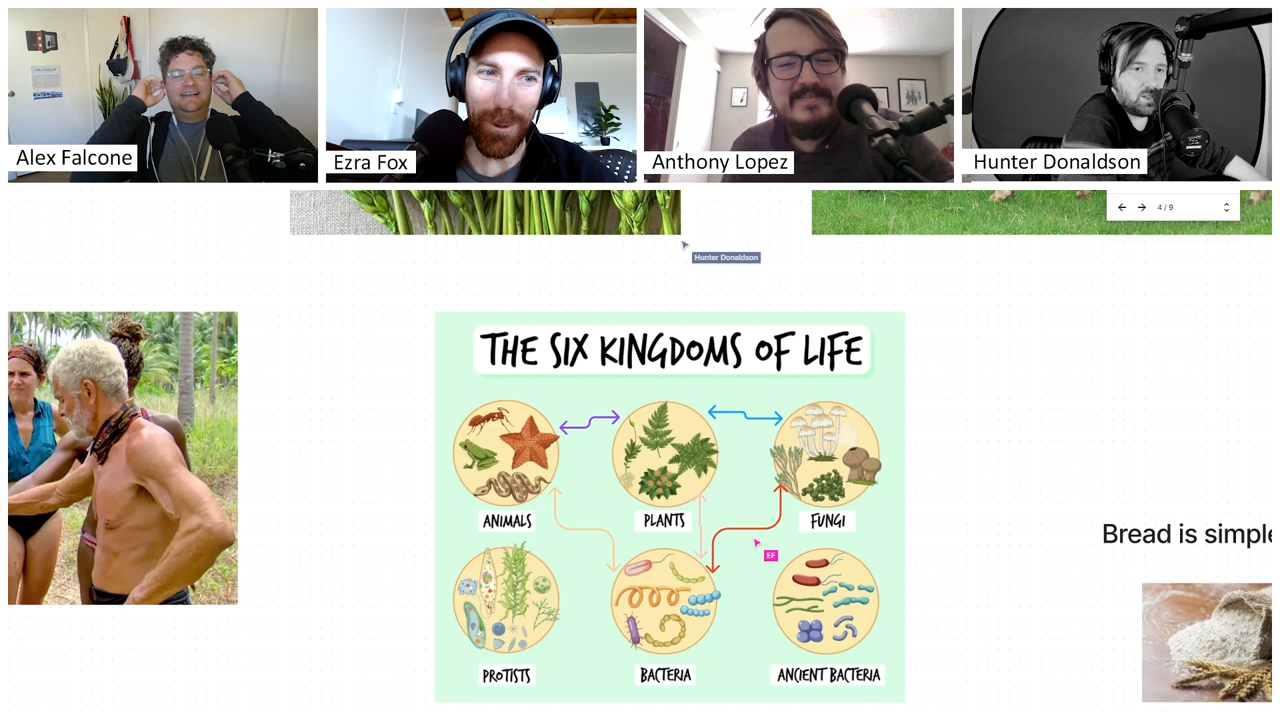 Alex Falcone
Ezra Fox
Anthony Lopez
Hunter Donaldson
4 / 9
Hunter Donaldson
THE SIX KINGDOMS OF LIFE
ANIMALS
PLANTS
FUNGI
EF
Bread is simple
PROTISTS
BACTERIA
ANCIENT BACTERIA